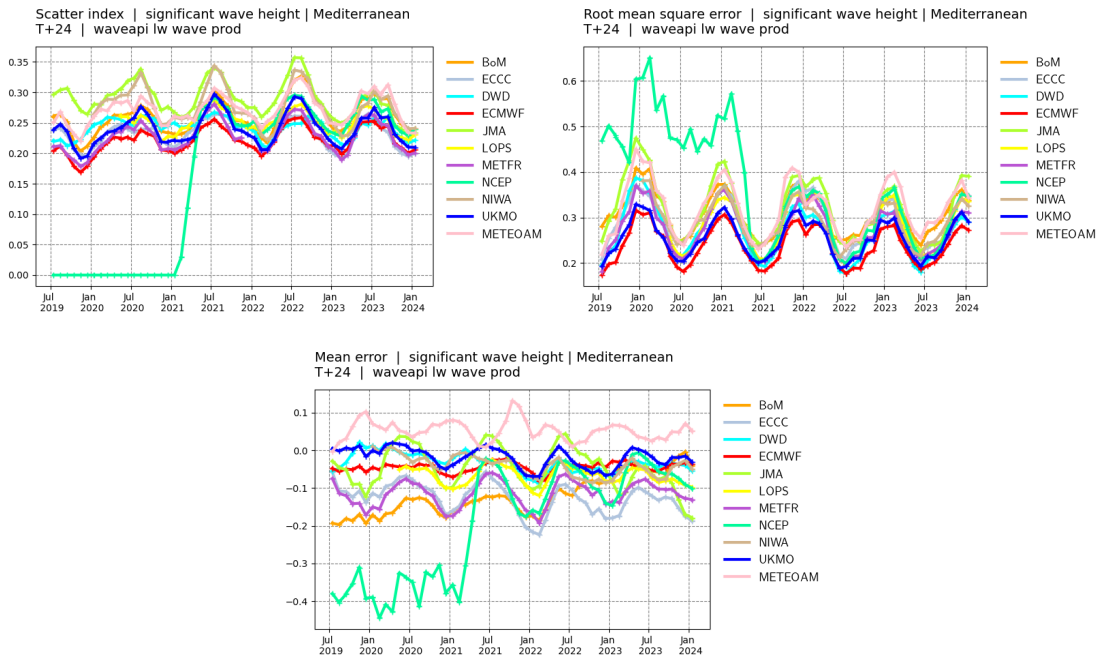 Scatter index | significant wave height | Mediterranean
T+24 | waveapi lw wave prod
0.35
0.30
0.25
0.20
0.15
0.10
0.05
0.00
Jul
2019
Jan
2020
Jul
2020
Jan
2021
Jul
2021
Jan
2022
Jul
2022
Jan
2023
Jul
2023
Jan
2024
BoM
ECCC
DWD
ECMWF
JMA
LOPS
METFR
NCEP
NIWA
UKMO
METEOAM
Root mean square error | significant wave height | Mediterranean
T+24 | waveapi lw wave prod
0.6
0.5
0.4
0.3
0.2
Jul
2019
Jan
2020
Jul
2020
Jan
2021
Jul
2021
Jan
2022
Jul
2022
Jan
2023
Jul
2023
Jan
2024
BoM
ECCC
DWD
ECMWF
JMA
LOPS
METFR
NCEP
NIWA
UKMO
METEOAM
Mean error | significant wave height | Mediterranean
T+24 | waveapi lw wave prod
0.1
0.0
−0.1
−0.2
−0.3
−0.4
Jul
2019
Jan
2020
Jul
2020
Jan
2021
Jul
2021
Jan
2022
Jul
2022
Jan
2023
Jul
2023
Jan
2024
BoM
ECCC
DWD
ECMWF
JMA
LOPS
METFR
NCEP
NIWA
UKMO
METEOAM